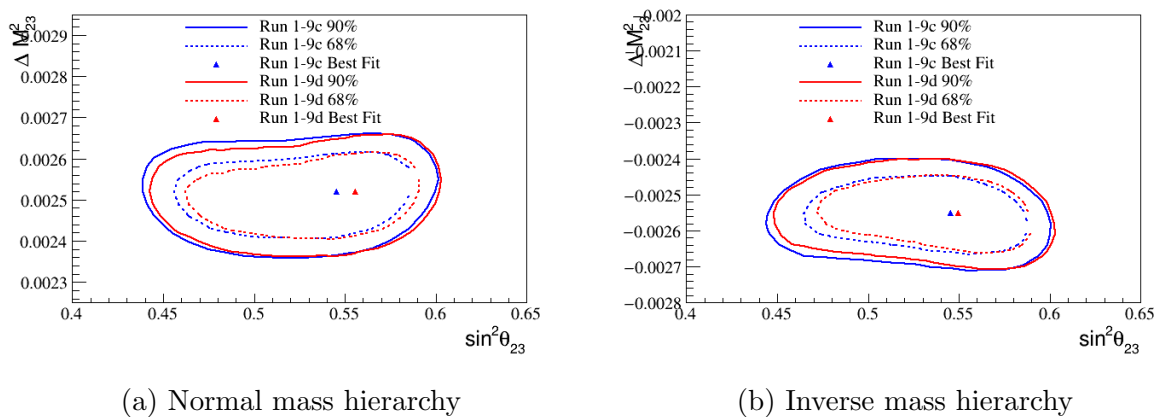 Δ M²₂₃
0.0029
0.0028
0.0027
0.0026
0.0025
0.0024
0.0023
Run 1-9c 90%
Run 1-9c 68%
Run 1-9c Best Fit
Run 1-9d 90%
Run 1-9d 68%
Run 1-9d Best Fit
0.4 0.45 0.5 0.55 0.6 0.65
sin²θ₂₃
(a) Normal mass hierarchy
Δ M²₂₃
−0.002
−0.0021
−0.0022
−0.0023
−0.0024
−0.0025
−0.0026
−0.0027
−0.0028
Run 1-9c 90%
Run 1-9c 68%
Run 1-9c Best Fit
Run 1-9d 90%
Run 1-9d 68%
Run 1-9d Best Fit
0.4 0.45 0.5 0.55 0.6 0.65
sin²θ₂₃
(b) Inverse mass hierarchy